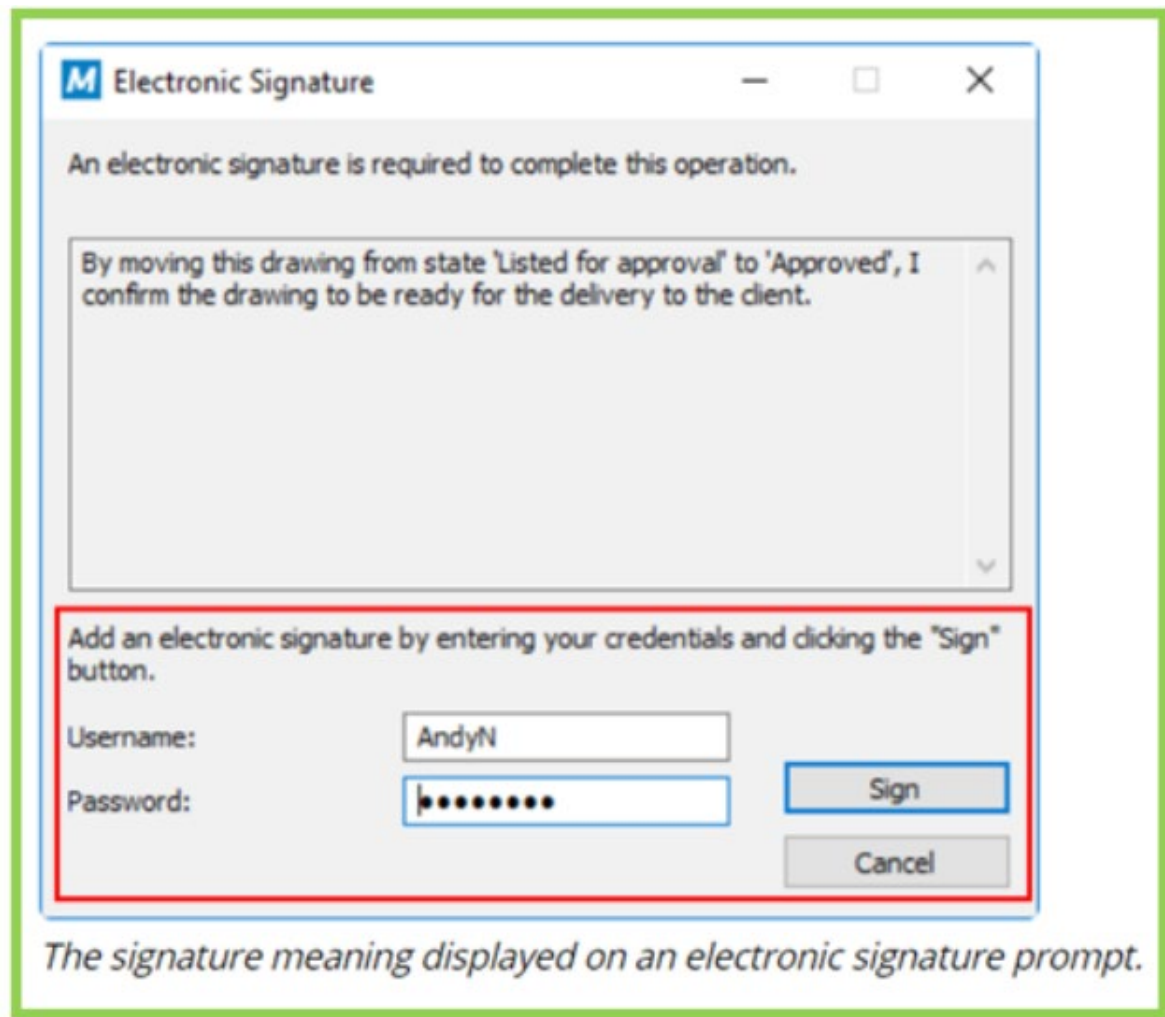 M Electronic Signature
An electronic signature is required to complete this operation.
By moving this drawing from state 'Listed for approval' to 'Approved', I
confirm the drawing to be ready for the delivery to the client.
Add an electronic signature by entering your credentials and clicking the "Sign"
button.
Username: AndyN
Password: ••••••••
Sign
Cancel
The signature meaning displayed on an electronic signature prompt.